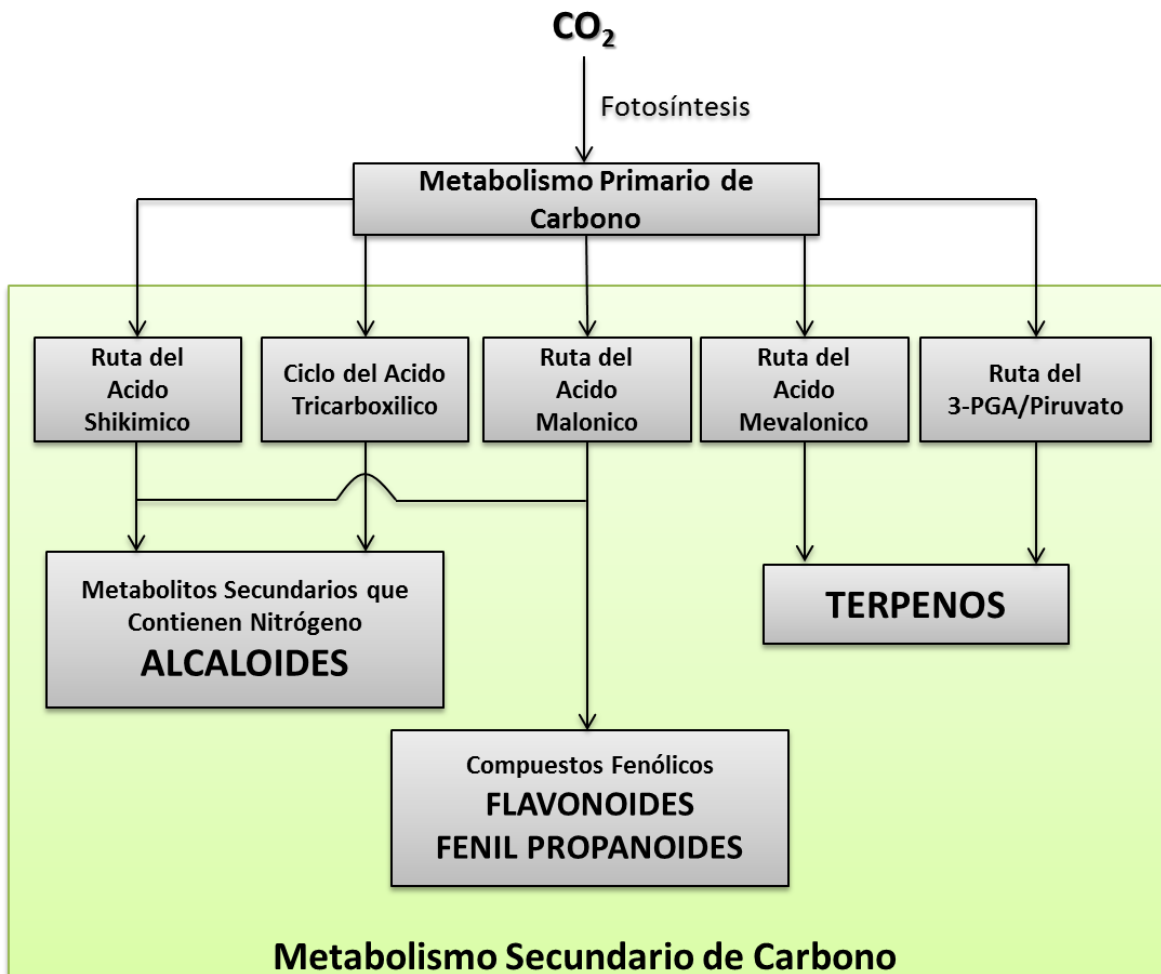 CO₂
Fotosíntesis
Metabolismo Primario de
Carbono
Ruta del
Acido
Shikimico
Ciclo del Acido
Tricarboxilico
Ruta del
Acido
Malonico
Ruta del
Acido
Mevalonico
Ruta del
3-PGA/Piruvato
Metabolitos Secundarios que
Contienen Nitrógeno
ALCALOIDES
TERPENOS
Compuestos Fenólicos
FLAVONOIDES
FENIL PROPANOIDES
Metabolismo Secundario de Carbono